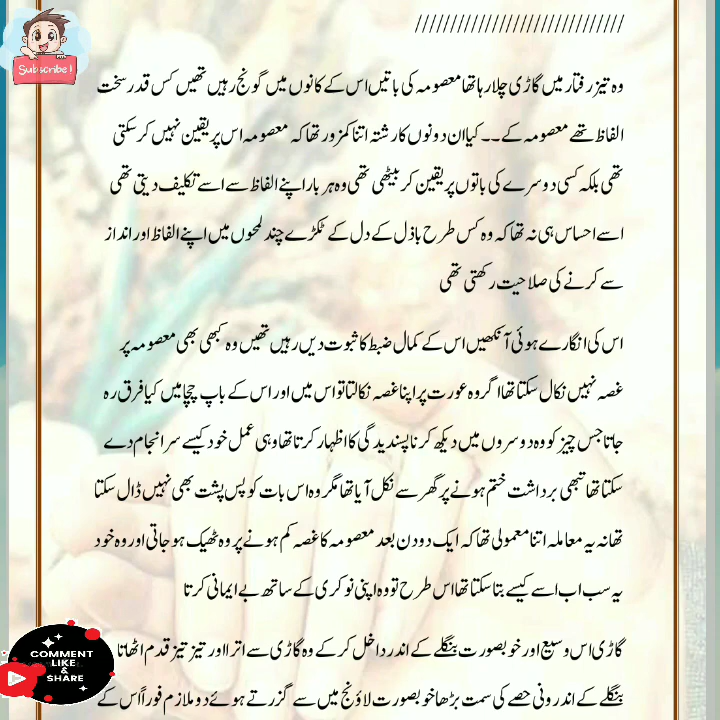 //////////////////////////////
Subscribe!
وہ تیز رفتار میں گاڑی چلا رہا تھا معصومہ کی باتیں اس کے کانوں میں گونج رہیں تھیں کس قدر سخت
الفاظ تھے معصومہ کے۔۔ کیا ان دونوں کا رشتہ اتنا کمزور تھا کہ معصومہ اس پر یقین نہیں کر سکتی
تھی بلکہ کسی دوسرے کی باتوں پر یقین کر بیٹھی تھی وہ ہر بار اپنے الفاظ سے اسے تکلیف دیتی تھی
اسے احساس ہی نہ تھا کہ وہ کس طرح باذل کے دل کے ٹکڑے چند لمحوں میں اپنے الفاظ اور انداز
سے کرنے کی صلاحیت رکھتی تھی
اس کی انگارے ہوئی آنکھیں اس کے کمال ضبط کا ثبوت دیں رہیں تھیں وہ کبھی بھی معصومہ پر
غصہ نہیں نکال سکتا تھا اگر وہ عورت پر اپنا غصہ نکالتا تو اس میں اور اس کے باپ چچا میں کیا فرق رہ
جاتا جس چیز کو وہ دوسروں میں دیکھ کر ناپسندیدگی کا اظہار کرتا تھا وہی عمل خود کیسے سر انجام دے
سکتا تھا تبھی برداشت ختم ہونے پر گھر سے نکل آیا تھا مگر وہ اس بات کو پس پشت بھی نہیں ڈال سکتا
تھا نہ یہ معاملہ اتنا معمولی تھا کہ ایک دو دن بعد معصومہ کا غصہ کم ہونے پر وہ ٹھیک ہو جاتی اور وہ خود
یہ سب اب اسے کیسے بتا سکتا تھا اس طرح تو وہ اپنی نوکری کے ساتھ بے ایمانی کرتا
گاڑی اس وسیع اور خوبصورت بنگلے کے اندر داخل کر کے وہ گاڑی سے اترا اور تیز تیز قدم اٹھاتا
بنگلے کے اندرونی حصے کی سمت بڑھا خوبصورت لاؤنج میں سے گزرتے ہوئے دو ملازم فوراً اس کے
COMMENT
LIKE
&
SHARE